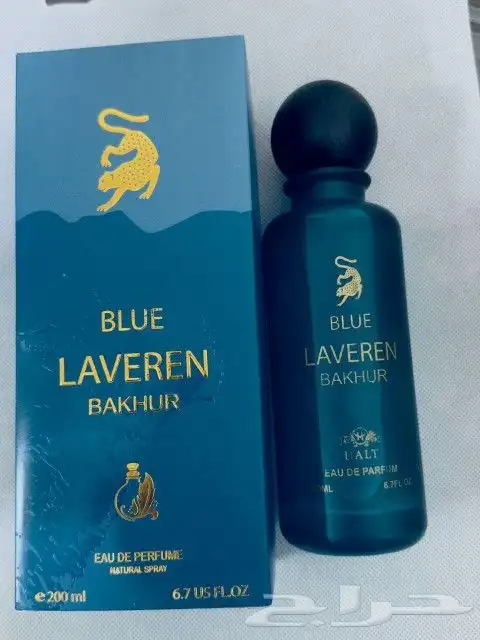 BLUE
LAVEREN
BAKHUR
EAU DE PERFUME
NATURAL SPRAY
e 200 ml
6.7 US FL.OZ
BLUE
LAVEREN
BAKHUR
EAU DE PARFUM
6.7FL OZ
حراج